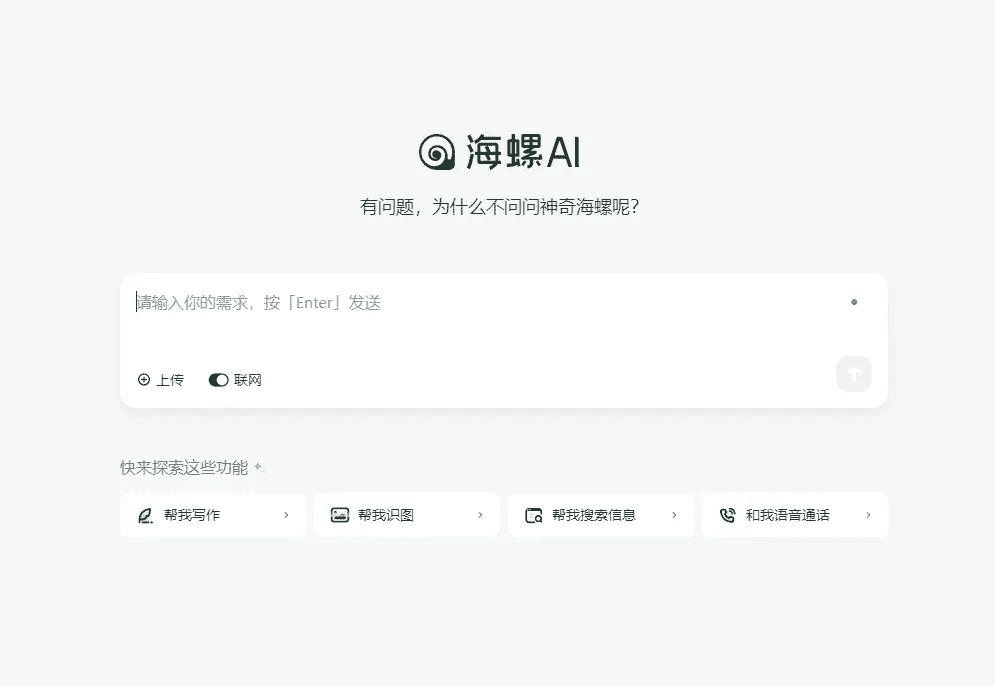 海螺AI
有问题，为什么不问问神奇海螺呢？
请输入你的需求，按「Enter」发送
上传 联网
快来探索这些功能
帮我写作 帮我识图 帮我搜索信息 和我语音通话